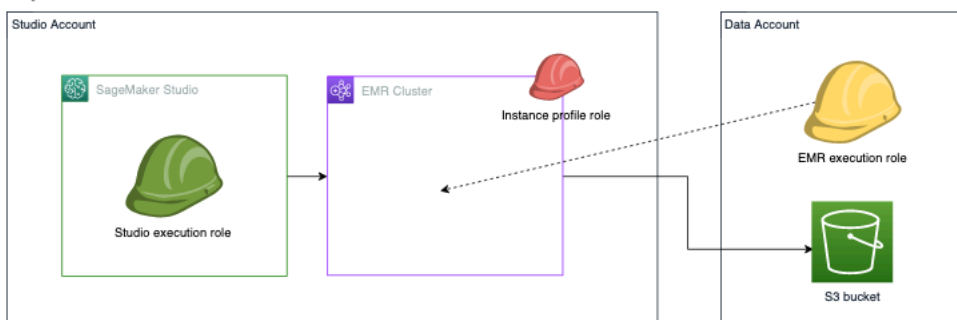 Studio Account
Data Account
SageMaker Studio
EMR Cluster
Instance profile role
EMR execution role
Studio execution role
S3 bucket